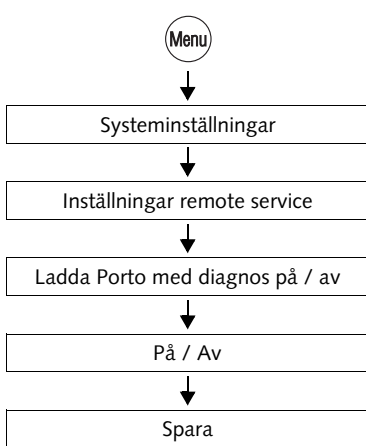 Menu
Systeminställningar
Inställningar remote service
Ladda Porto med diagnos på / av
På / Av
Spara